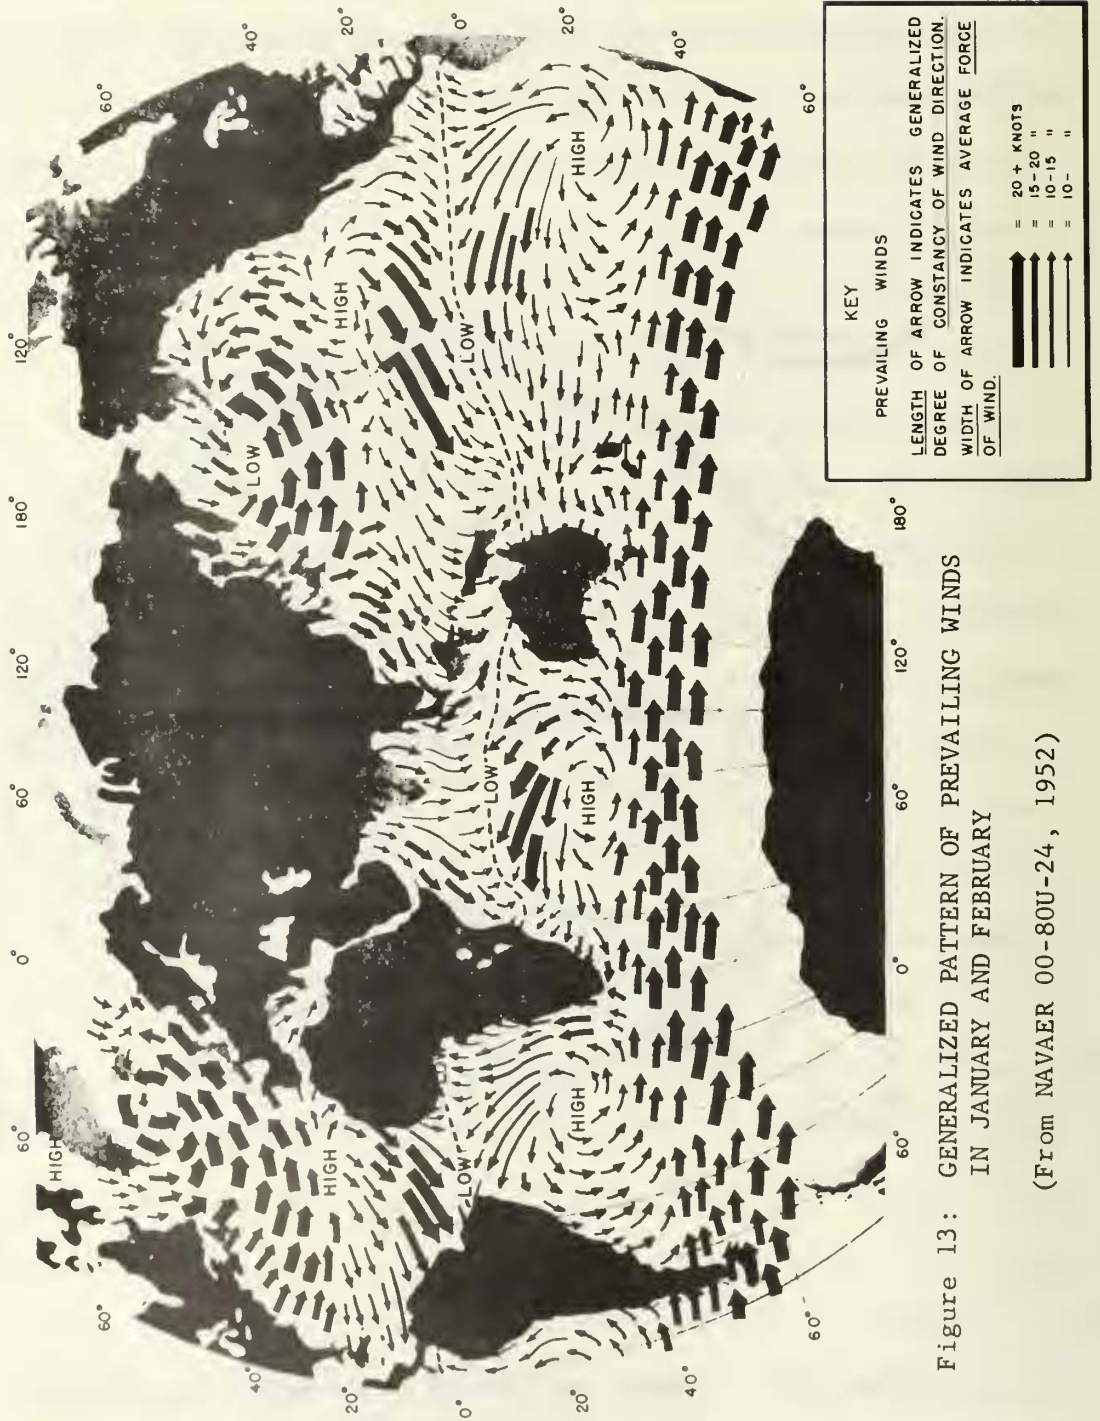 60° 0° 60° 120° 180° 120°
HIGH
60° 60°
40° 40°
LOW
HIGH HIGH
20° 20°
0° LOW LOW LOW 0°
20° HIGH HIGH HIGH 20°
40° 40°
60° 60°
60° 0° 60° 120° 180°
KEY
PREVAILING WINDS
LENGTH OF ARROW INDICATES GENERALIZED
DEGREE OF CONSTANCY OF WIND DIRECTION.
WIDTH OF ARROW INDICATES AVERAGE FORCE
OF WIND.
= 20 + KNOTS
= 15-20 "
= 10-15 "
= 10- "
Figure 13: GENERALIZED PATTERN OF PREVAILING WINDS
IN JANUARY AND FEBRUARY
(From NAVAER 00-80U-24, 1952)